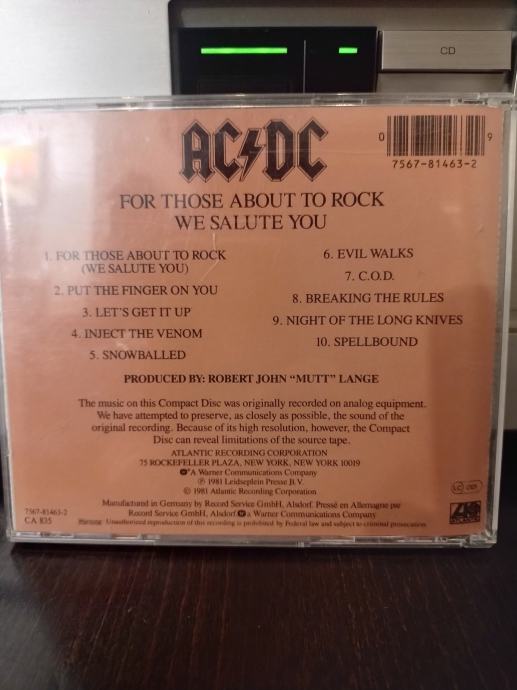 CD
AC⚡DC
0 9
7567-81463-2
FOR THOSE ABOUT TO ROCK
WE SALUTE YOU
1. FOR THOSE ABOUT TO ROCK
(WE SALUTE YOU)
2. PUT THE FINGER ON YOU
3. LET'S GET IT UP
4. INJECT THE VENOM
5. SNOWBALLED
6. EVIL WALKS
7. C.O.D.
8. BREAKING THE RULES
9. NIGHT OF THE LONG KNIVES
10. SPELLBOUND
PRODUCED BY: ROBERT JOHN “MUTT” LANGE
The music on this Compact Disc was originally recorded on analog equipment.
We have attempted to preserve, as closely as possible, the sound of the
original recording. Because of its high resolution, however, the Compact
Disc can reveal limitations of the source tape.
ATLANTIC RECORDING CORPORATION
75 ROCKEFELLER PLAZA, NEW YORK, NEW YORK 10019
A Warner Communications Company
℗ 1981 Leidseplein Presse B.V.
© 1981 Atlantic Recording Corporation
Manufactured in Germany by Record Service GmbH, Alsdorf. Pressé en Allemagne par
Record Service GmbH, Alsdorf. a Warner Communications Company
7567-81463-2
CA 835
Warning: Unauthorized reproduction of this recording is prohibited by Federal law and subject to criminal prosecution.